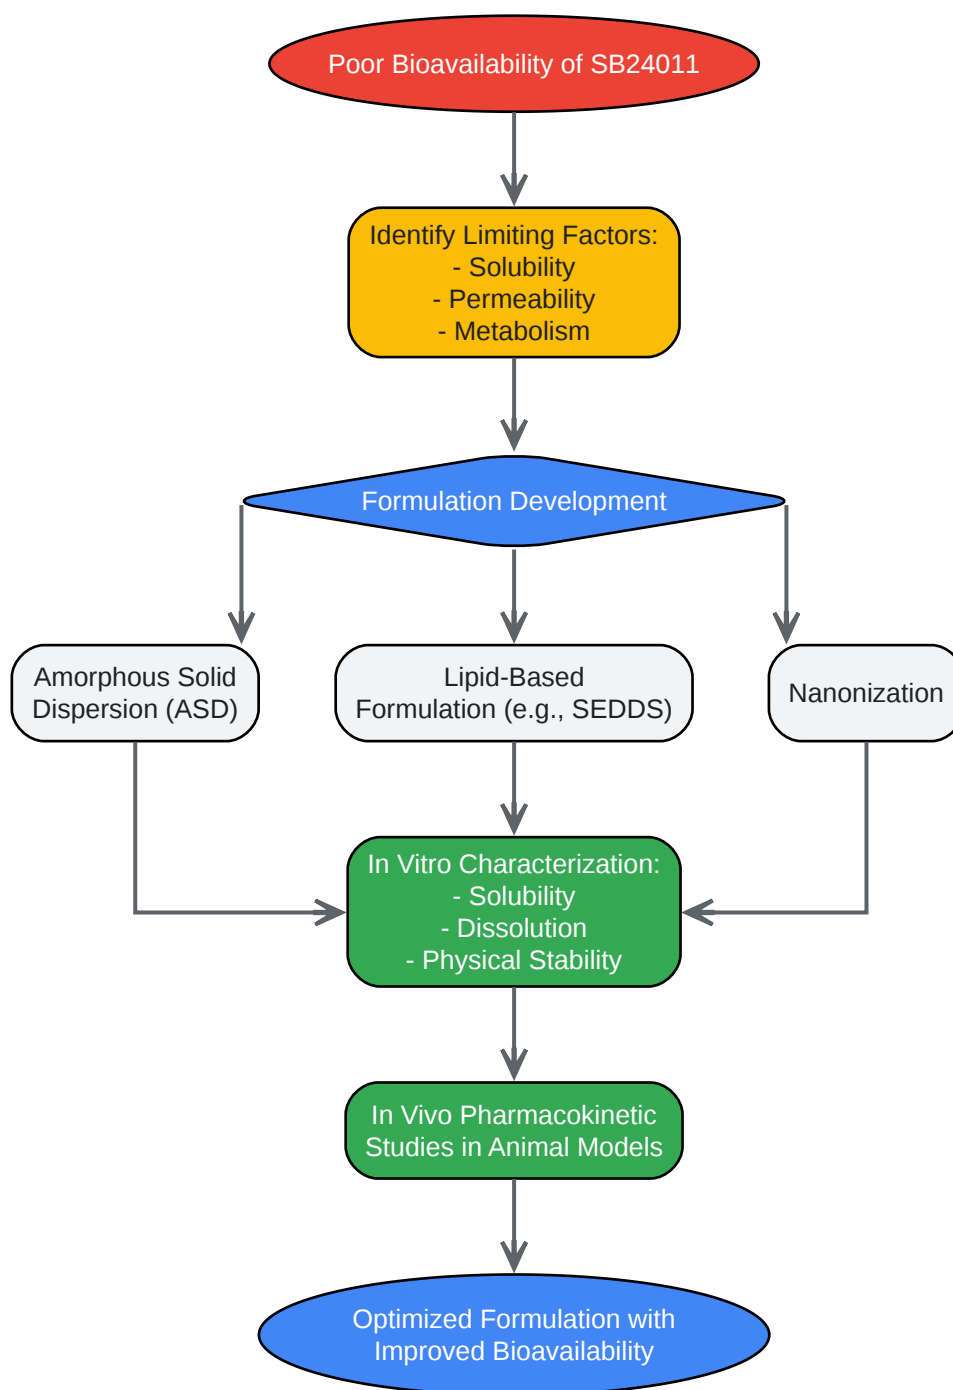 Poor Bioavailability of SB24011
Identify Limiting Factors:
- Solubility
- Permeability
- Metabolism
Formulation Development
Amorphous Solid
Dispersion (ASD)
Lipid-Based
Formulation (e.g., SEDDS)
Nanonization
In Vitro Characterization:
- Solubility
- Dissolution
- Physical Stability
In Vivo Pharmacokinetic
Studies in Animal Models
Optimized Formulation with
Improved Bioavailability